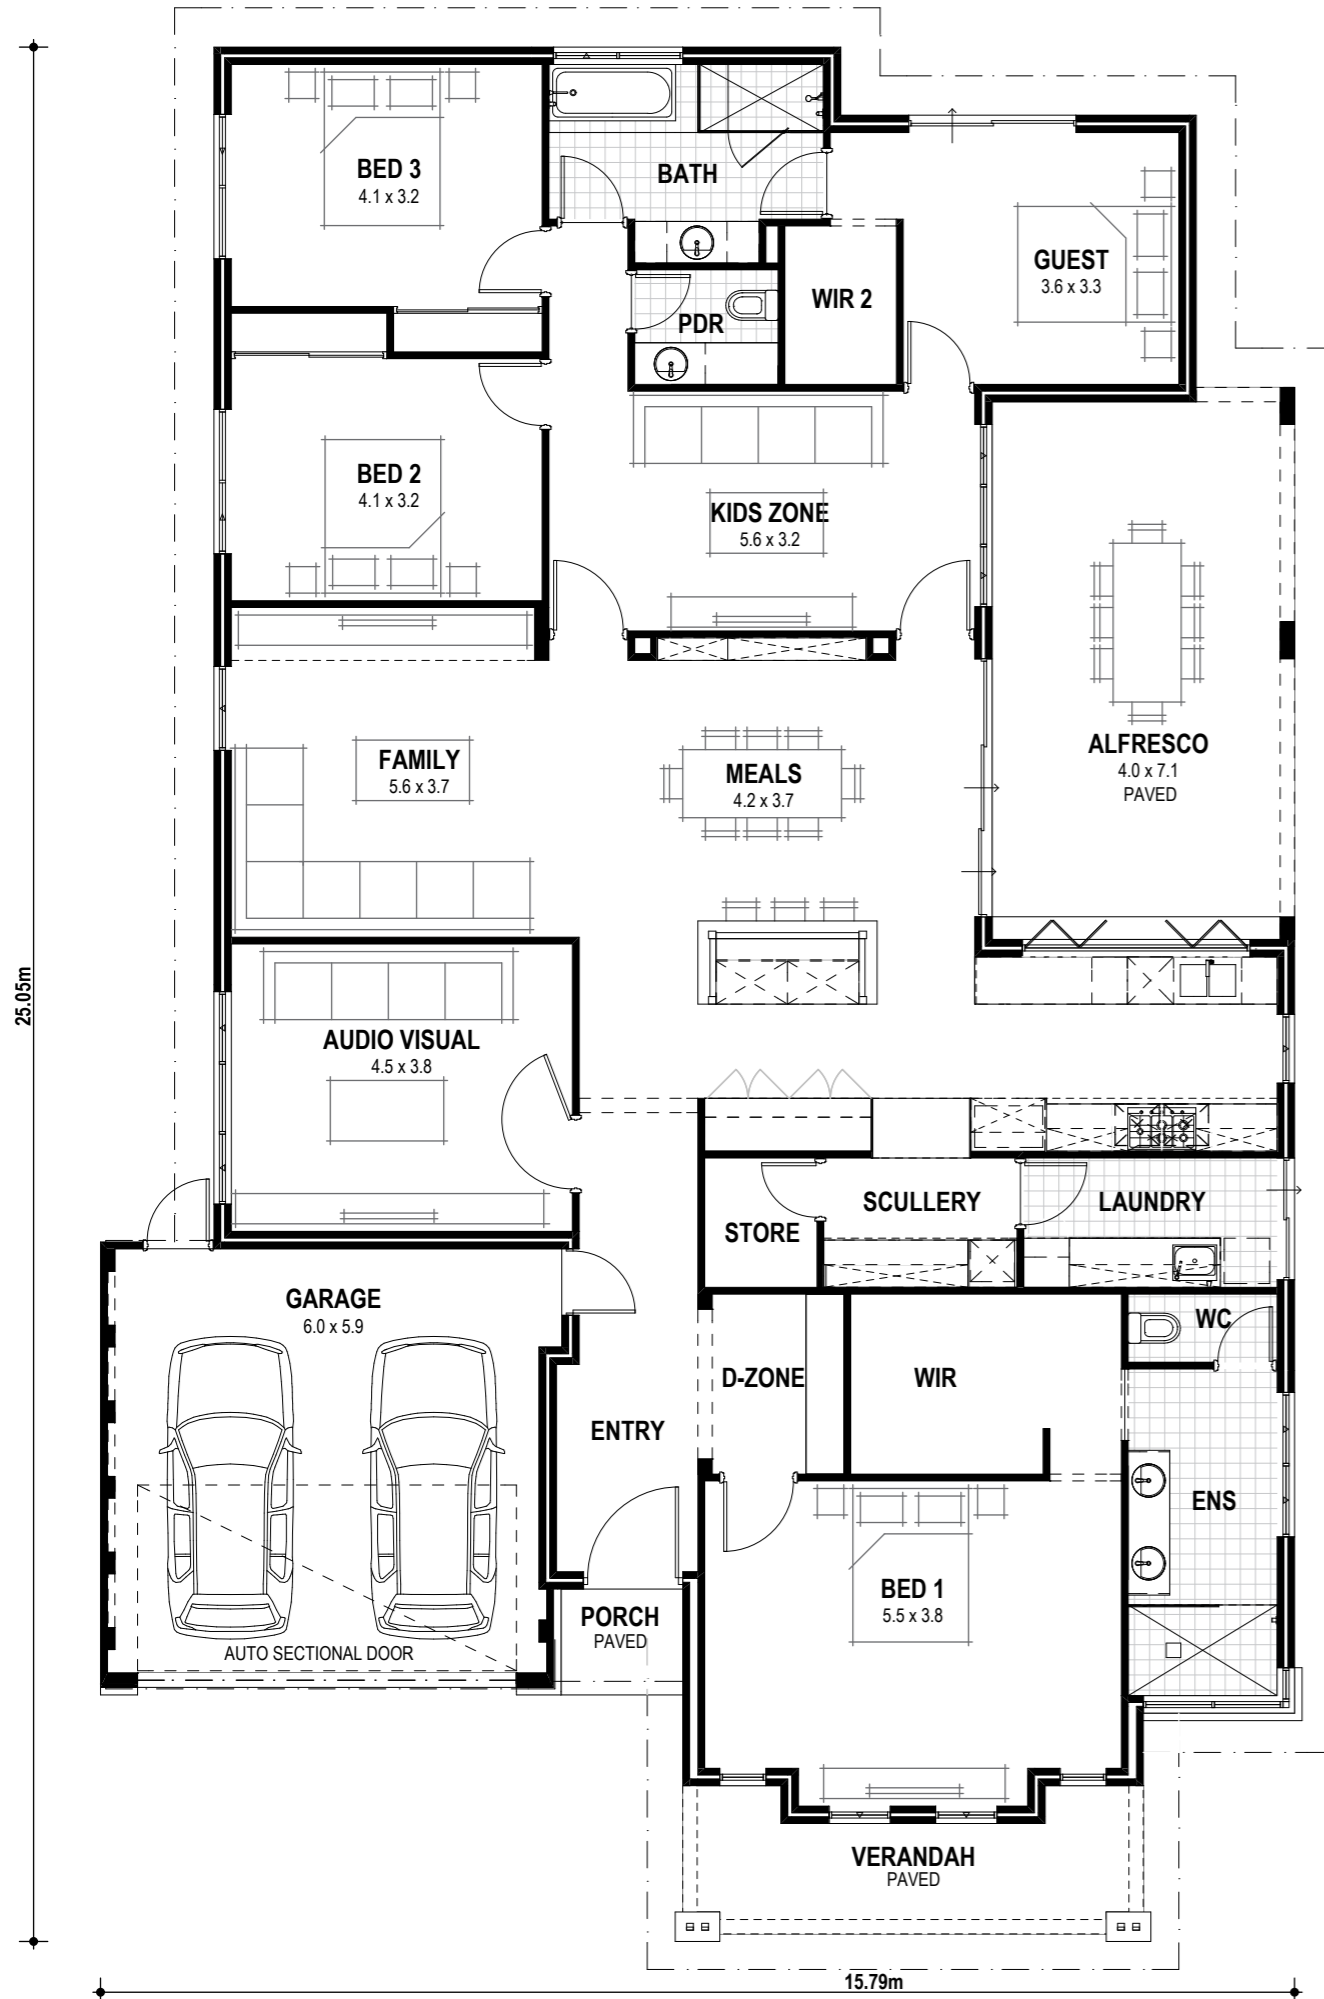 BED 3
4.1 x 3.2
BATH
GUEST
3.6 x 3.3
WIR 2
PDR
BED 2
4.1 x 3.2
KIDS ZONE
5.6 x 3.2
FAMILY
5.6 x 3.7
MEALS
4.2 x 3.7
ALFRESCO
4.0 x 7.1
PAVED
25.05m
AUDIO VISUAL
4.5 x 3.8
STORE
SCULLERY
LAUNDRY
GARAGE
6.0 x 5.9
WC
D-ZONE
WIR
ENTRY
ENS
BED 1
5.5 x 3.8
PORCH
PAVED
AUTO SECTIONAL DOOR
VERANDAH
PAVED
15.79m